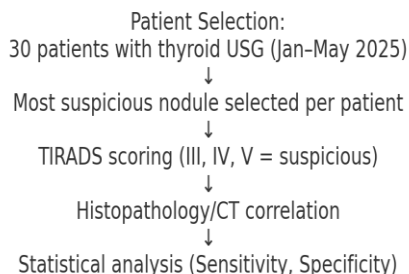 Patient Selection:
30 patients with thyroid USG (Jan–May 2025)
↓
Most suspicious nodule selected per patient
↓
TIRADS scoring (III, IV, V = suspicious)
↓
Histopathology/CT correlation
↓
Statistical analysis (Sensitivity, Specificity)